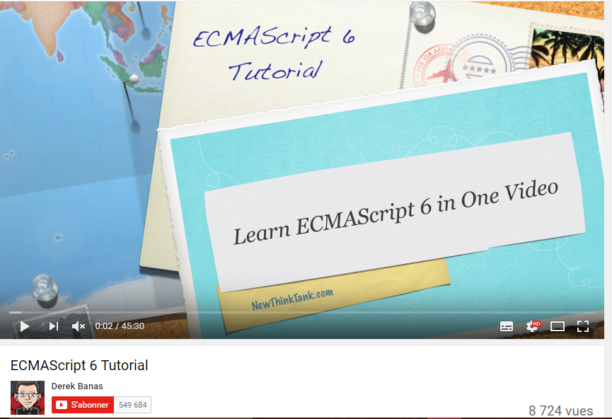 ECMAScript 6
Tutorial
Learn ECMAScript 6 in One Video
NewThinkTank.com
0:02 / 45:30
HD
ECMAScript 6 Tutorial
Derek Banas
S'abonner 549 684
8 724 vues